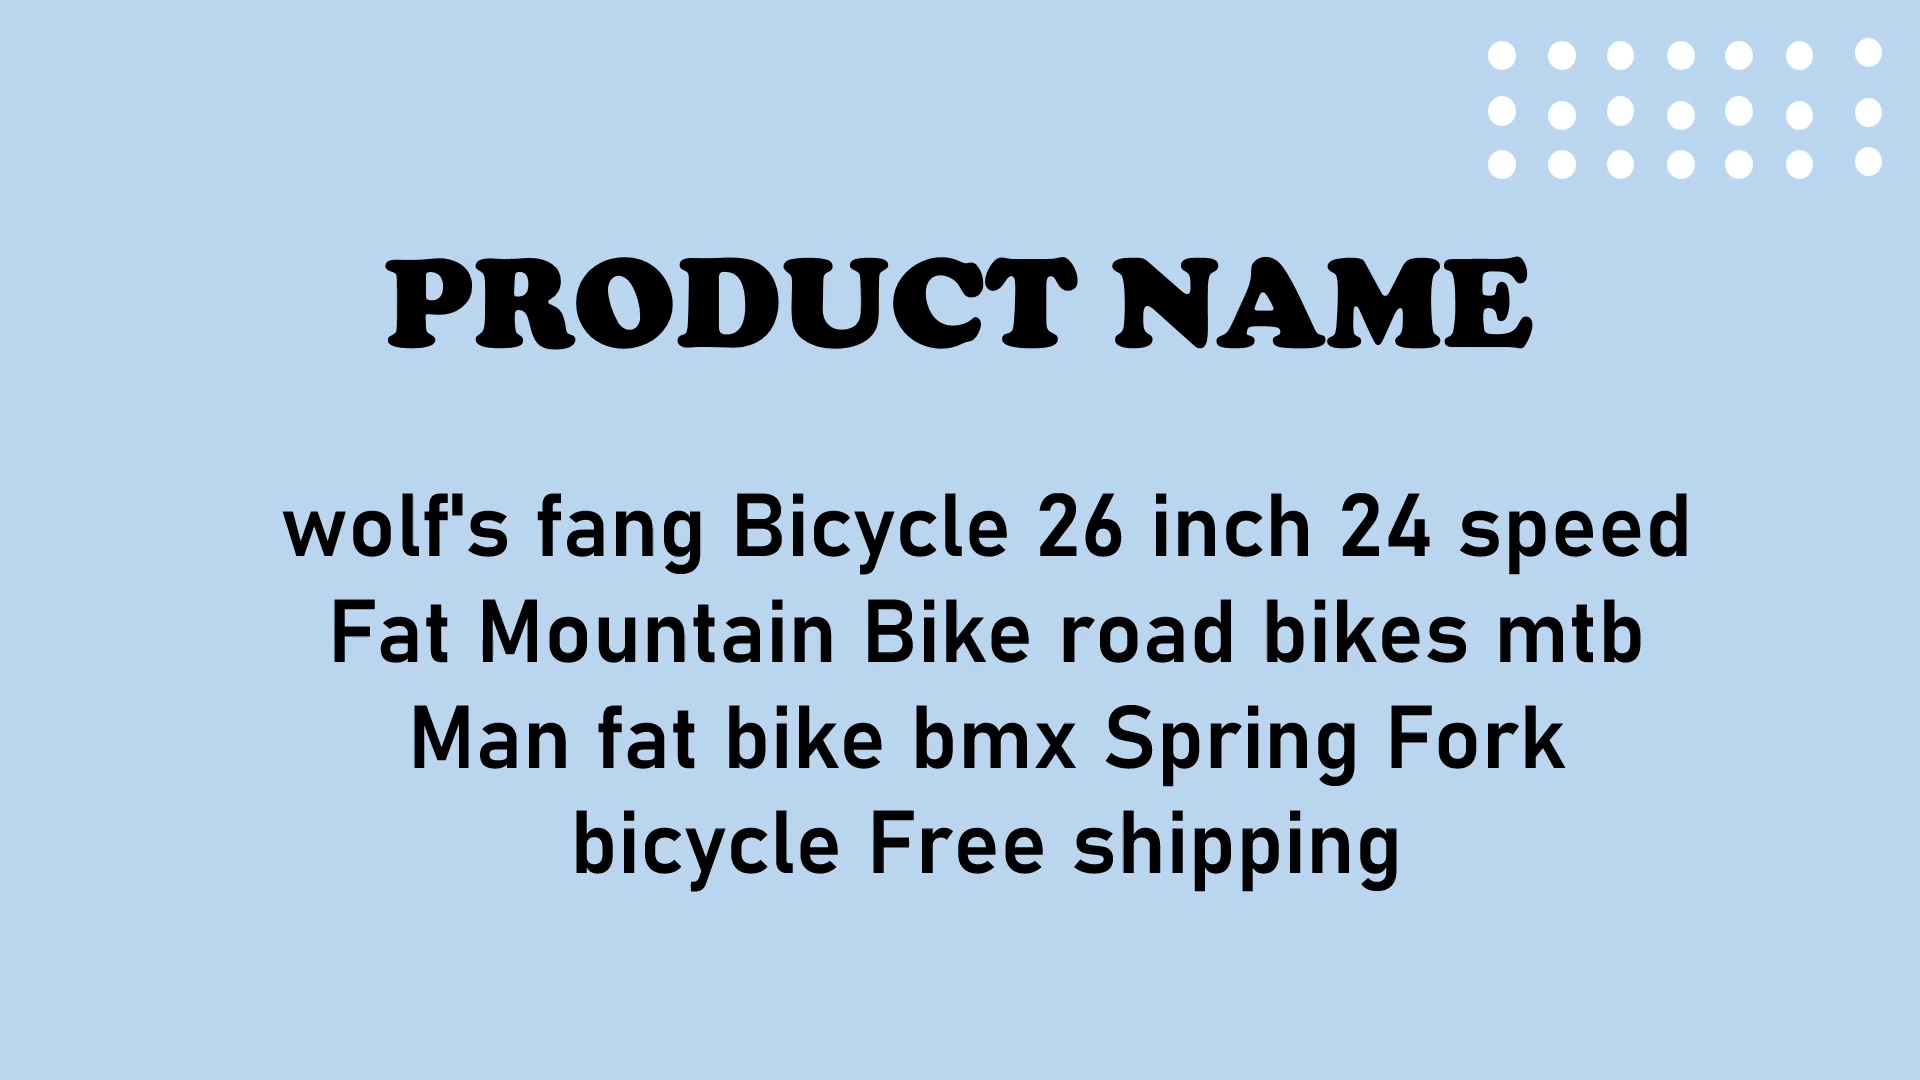 PRODUCT NAME
wolf's fang Bicycle 26 inch 24 speed
Fat Mountain Bike road bikes mtb
Man fat bike bmx Spring Fork
bicycle Free shipping